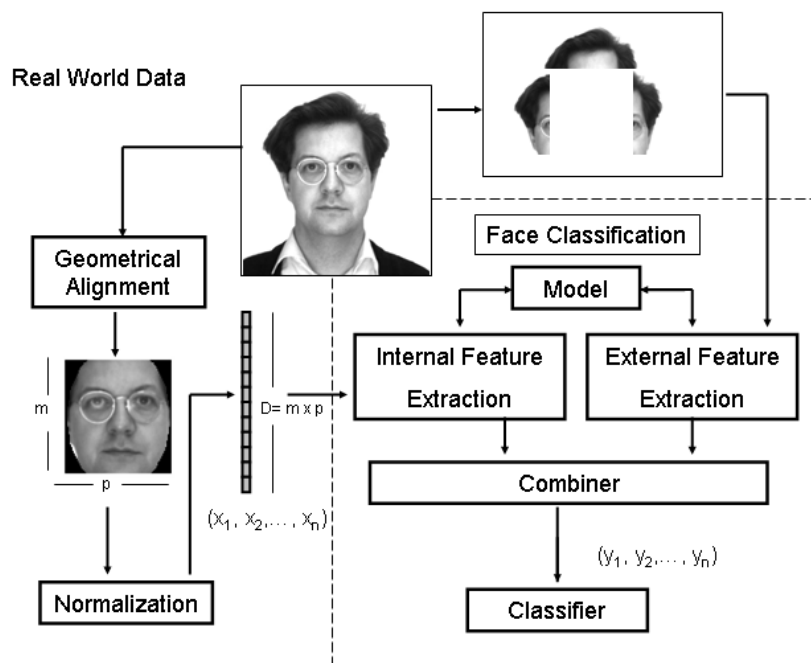 Real World Data
Face Classification
Geometrical
Alignment
Model
Internal Feature
Extraction
External Feature
Extraction
m
D= m x p
p
Combiner
(x₁, x₂,..., xₙ)
(y₁, y₂,..., yₙ)
Normalization
Classifier